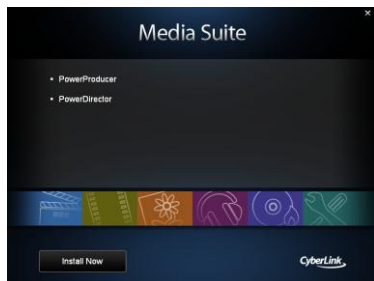 Media Suite
• PowerProducer
• PowerDirector
Install Now
CyberLink